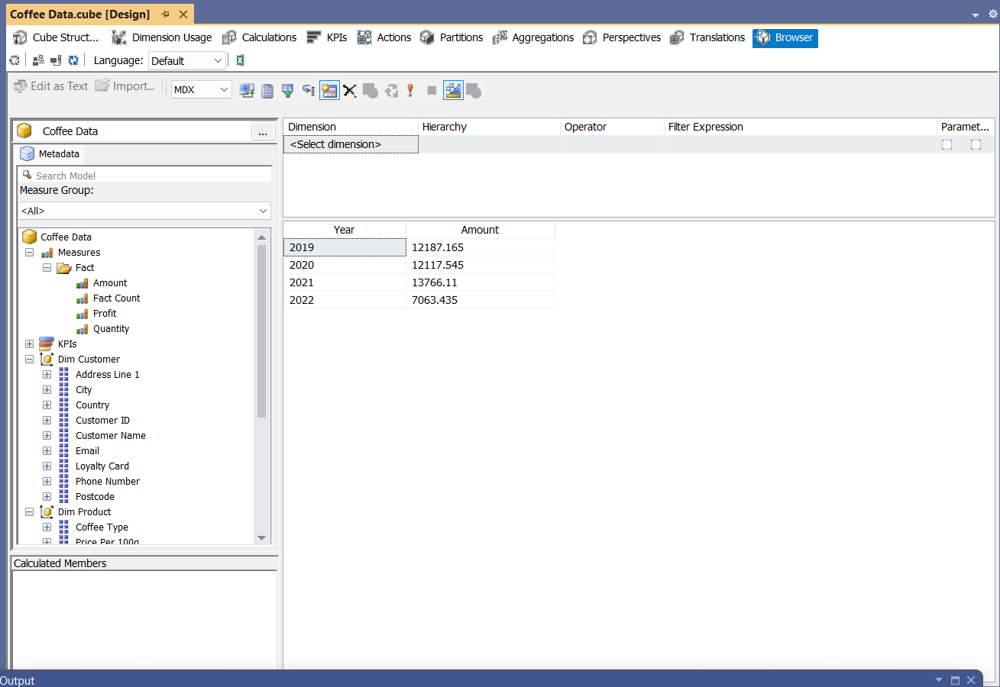 Coffee Data.cube [Design]
Cube Struct... Dimension Usage Calculations KPIs Actions Partitions Aggregations Perspectives Translations Browser
Language: Default
Edit as Text Import... MDX
Coffee Data ...
Metadata
Search Model
Measure Group:
<All>
Coffee Data
Measures
Fact
Amount
Fact Count
Profit
Quantity
KPIs
Dim Customer
Address Line 1
City
Country
Customer ID
Customer Name
Email
Loyalty Card
Phone Number
Postcode
Dim Product
Coffee Type
Price Per 100g
Calculated Members
Dimension Hierarchy Operator Filter Expression Paramet...
<Select dimension>
Year Amount
2019 12187.165
2020 12117.545
2021 13766.11
2022 7063.435
Output